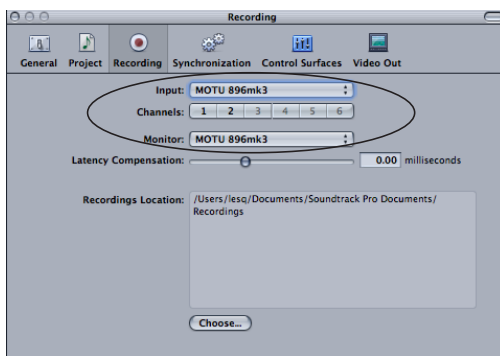 Recording
General Project Recording Synchronization Control Surfaces Video Out
Input: MOTU 896mk3
Channels: 1 2 3 4 5 6
Monitor: MOTU 896mk3
Latency Compensation: 0.00 milliseconds
Recordings Location: /Users/lesq/Documents/Soundtrack Pro Documents/
Recordings
Choose...